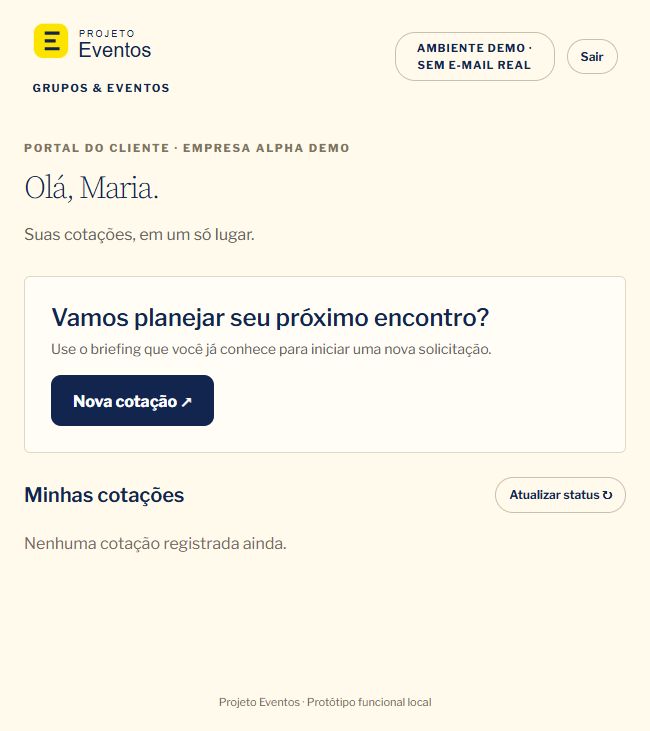 PROJETO
Eventos
GRUPOS & EVENTOS
AMBIENTE DEMO ·
SEM E-MAIL REAL
Sair
PORTAL DO CLIENTE · EMPRESA ALPHA DEMO
Olá, Maria.
Suas cotações, em um só lugar.
Vamos planejar seu próximo encontro?
Use o briefing que você já conhece para iniciar uma nova solicitação.
Nova cotação ↗
Minhas cotações
Atualizar status ↻
Nenhuma cotação registrada ainda.
Projeto Eventos · Protótipo funcional local